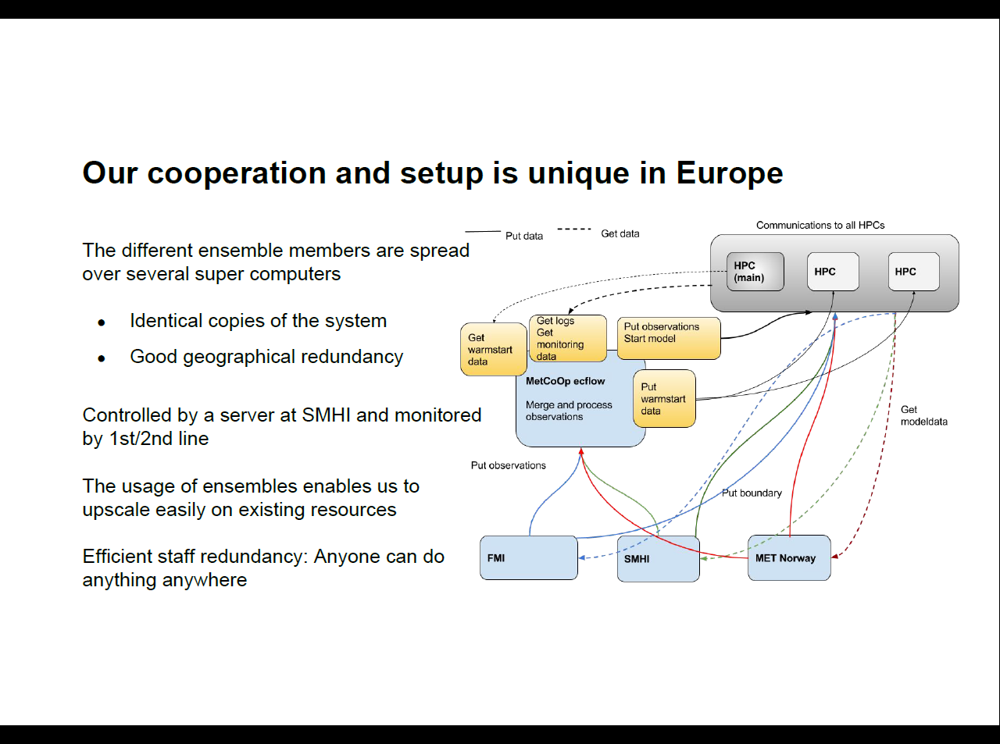 Our cooperation and setup is unique in Europe
The different ensemble members are spread
over several super computers
● Identical copies of the system
● Good geographical redundancy
Controlled by a server at SMHI and monitored
by 1st/2nd line
The usage of ensembles enables us to
upscale easily on existing resources
Efficient staff redundancy: Anyone can do
anything anywhere
Put data
Get data
Communications to all HPCs
HPC
(main)
HPC
HPC
Get
warmstart
data
Get logs
Get
monitoring
data
Put observations
Start model
MetCoOp ecflow
Merge and process
observations
Put
warmstart
data
Get
modeldata
Put observations
Put boundary
FMI
SMHI
MET Norway